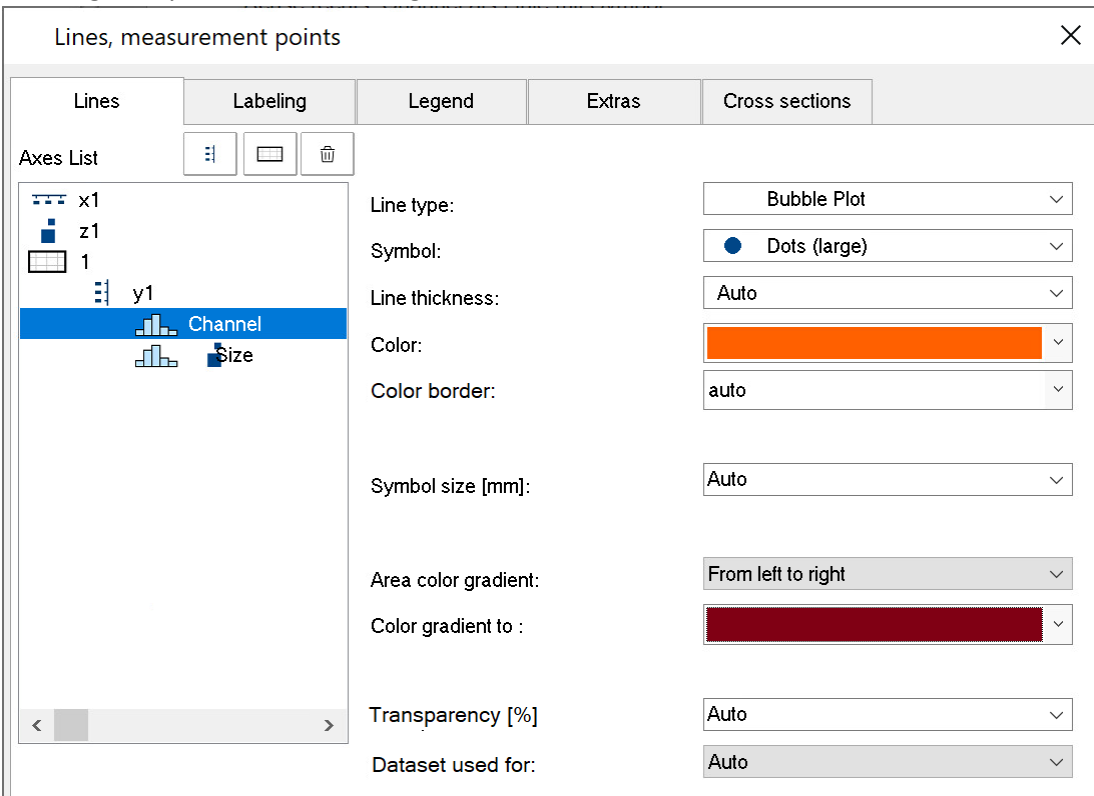 Lines, measurement points
Lines
Labeling
Legend
Extras
Cross sections
Axes List
x1
z1
1
y1
Channel
Size
Line type:
Bubble Plot
Symbol:
Dots (large)
Line thickness:
Auto
Color:
Color border:
auto
Symbol size [mm]:
Auto
Area color gradient:
From left to right
Color gradient to :
Transparency [%]
Auto
Dataset used for:
Auto